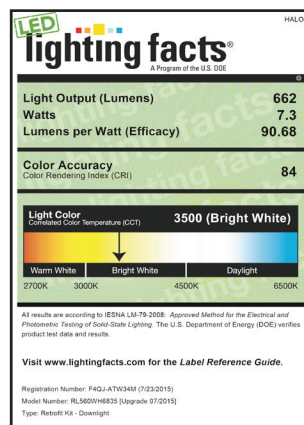 LED
HALO
lighting facts®
A Program of the U.S. DOE
Light Output (Lumens) 662
Watts 7.3
Lumens per Watt (Efficacy) 90.68
Color Accuracy
Color Rendering Index (CRI) 84
Light Color
Correlated Color Temperature (CCT) 3500 (Bright White)
Warm White Bright White Daylight
2700K 3000K 4500K 6500K
All results are according to IESNA LM-79-2008: Approved Method for the Electrical and
Photometric Testing of Solid-State Lighting. The U.S. Department of Energy (DOE) verifies
product test data and results.
Visit www.lightingfacts.com for the Label Reference Guide.
Registration Number: F4QJ-ATW34M (7/23/2015)
Model Number: RL560WH6835 [Upgrade 07/2015]
Type: Retrofit Kit - Downlight